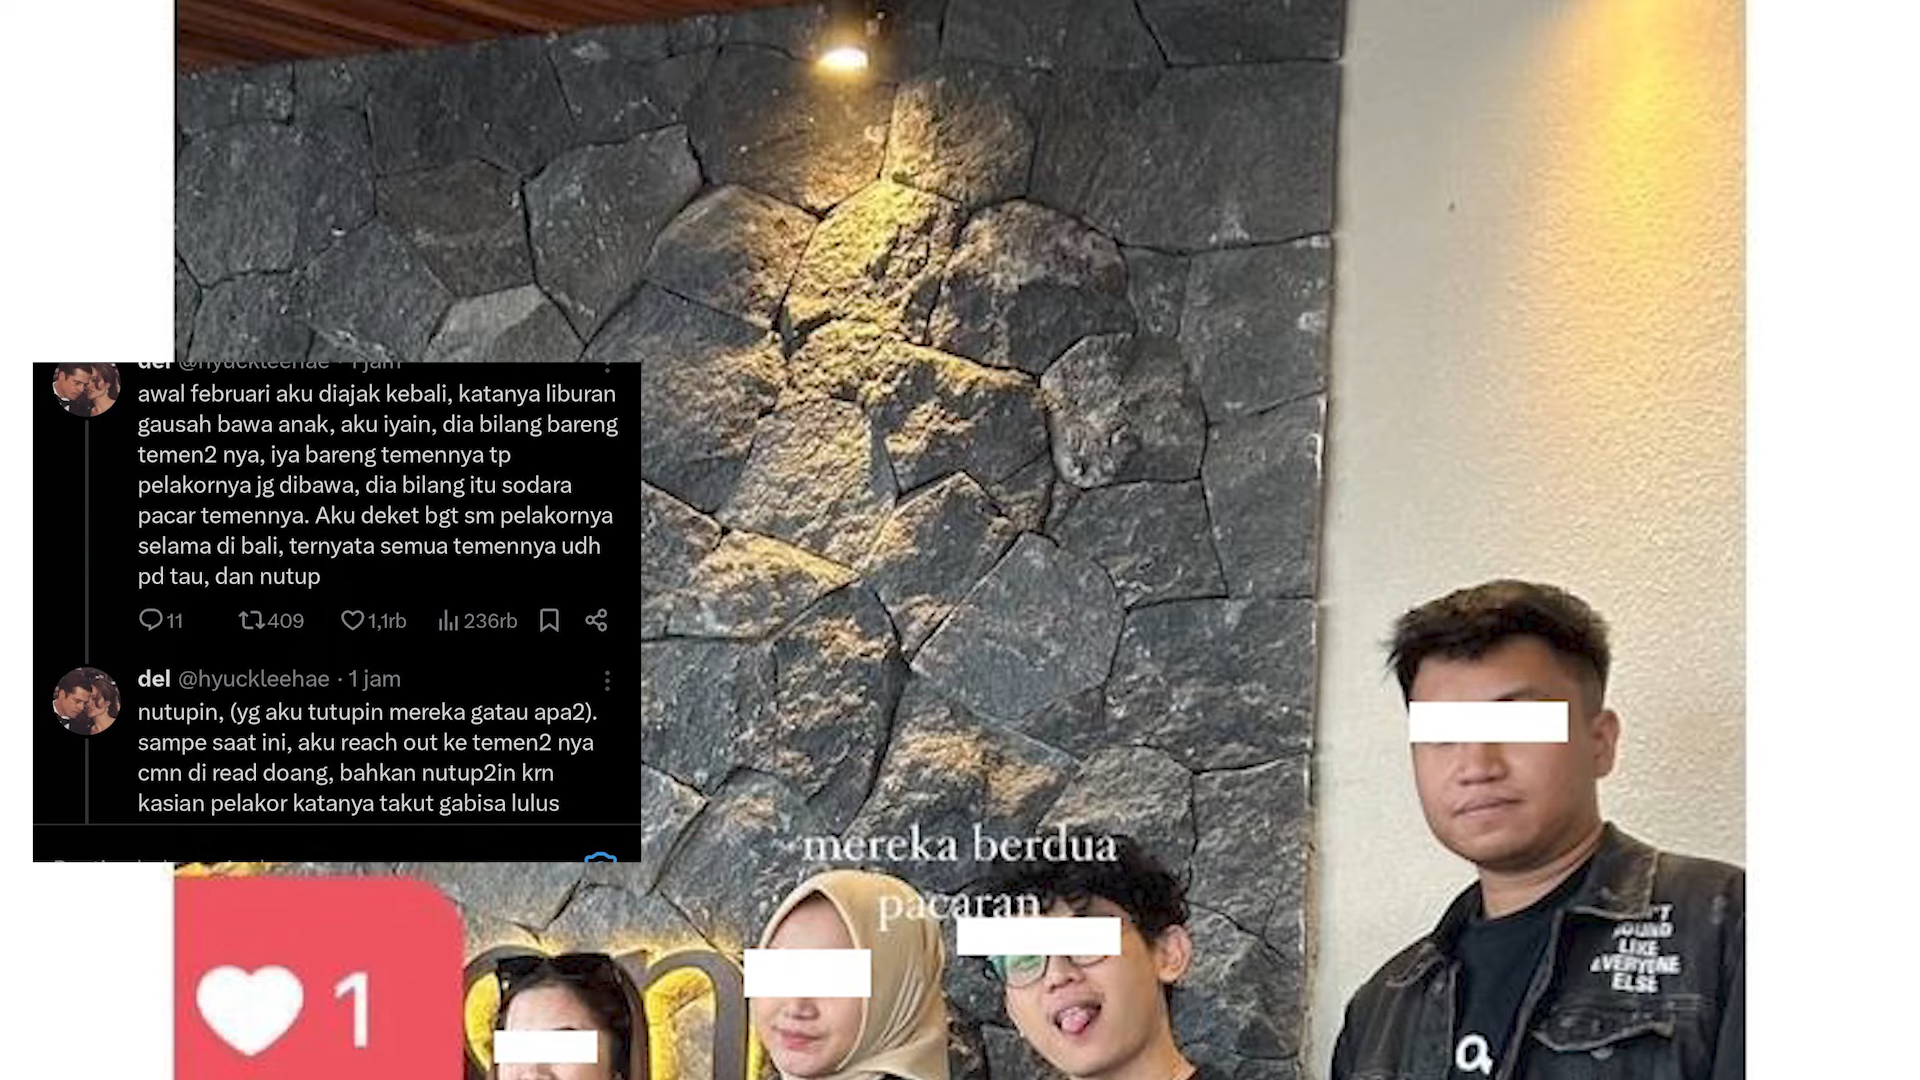 del @hyuckleehae · 1 jam
awal februari aku diajak kebali, katanya liburan
gausah bawa anak, aku iyain, dia bilang bareng
temen2 nya, iya bareng temennya tp
pelakornya jg dibawa, dia bilang itu sodara
pacar temennya. Aku deket bgt sm pelakornya
selama di bali, ternyata semua temennya udh
pd tau, dan nutup
11 409 1,1rb 236rb
del @hyuckleehae · 1 jam
nutupin, (yg aku tutupin mereka gatau apa2).
sampe saat ini, aku reach out ke temen2 nya
cmn di read doang, bahkan nutup2in krn
kasian pelakor katanya takut gabisa lulus
mereka berdua
pacaran
1
LIKE
EVERYONE
ELSE